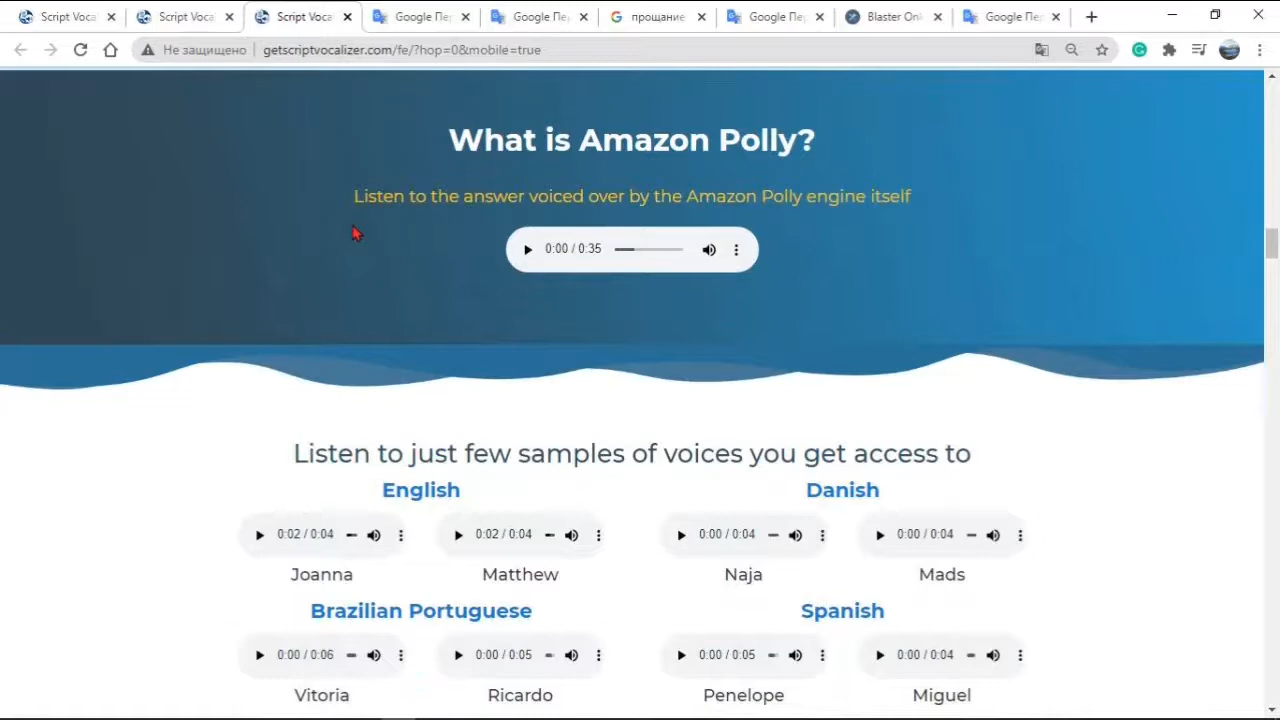 Script Voca
Script Vocal
Script Voca
Google Пе
Google Пе
прощание
Google Пе
Blaster Onl
Google Пе
Не защищено
getscriptvocalizer.com/fe/?hop=0&mobile=true
What is Amazon Polly?
Listen to the answer voiced over by the Amazon Polly engine itself
0:00 / 0:35
Listen to just few samples of voices you get access to
English
Danish
0:02 / 0:04
0:02 / 0:04
0:00 / 0:04
0:00 / 0:04
Joanna
Matthew
Naja
Mads
Brazilian Portuguese
Spanish
0:00 / 0:06
0:00 / 0:05
0:00 / 0:05
0:00 / 0:04
Vitoria
Ricardo
Penelope
Miguel